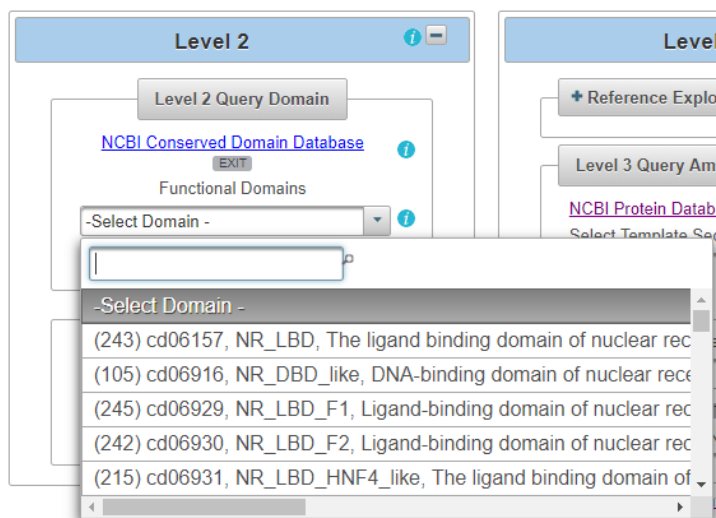 Level 2
Level 2 Query Domain
NCBI Conserved Domain Database
EXIT
Functional Domains
-Select Domain -
-Select Domain -
(243) cd06157, NR_LBD, The ligand binding domain of nuclear rec
(105) cd06916, NR_DBD_like, DNA-binding domain of nuclear rece
(245) cd06929, NR_LBD_F1, Ligand-binding domain of nuclear rec
(242) cd06930, NR_LBD_F2, Ligand-binding domain of nuclear rec
(215) cd06931, NR_LBD_HNF4_like, The ligand binding domain of
Level
+ Reference Explo
Level 3 Query Am
NCBI Protein Datab
Select Template Seq